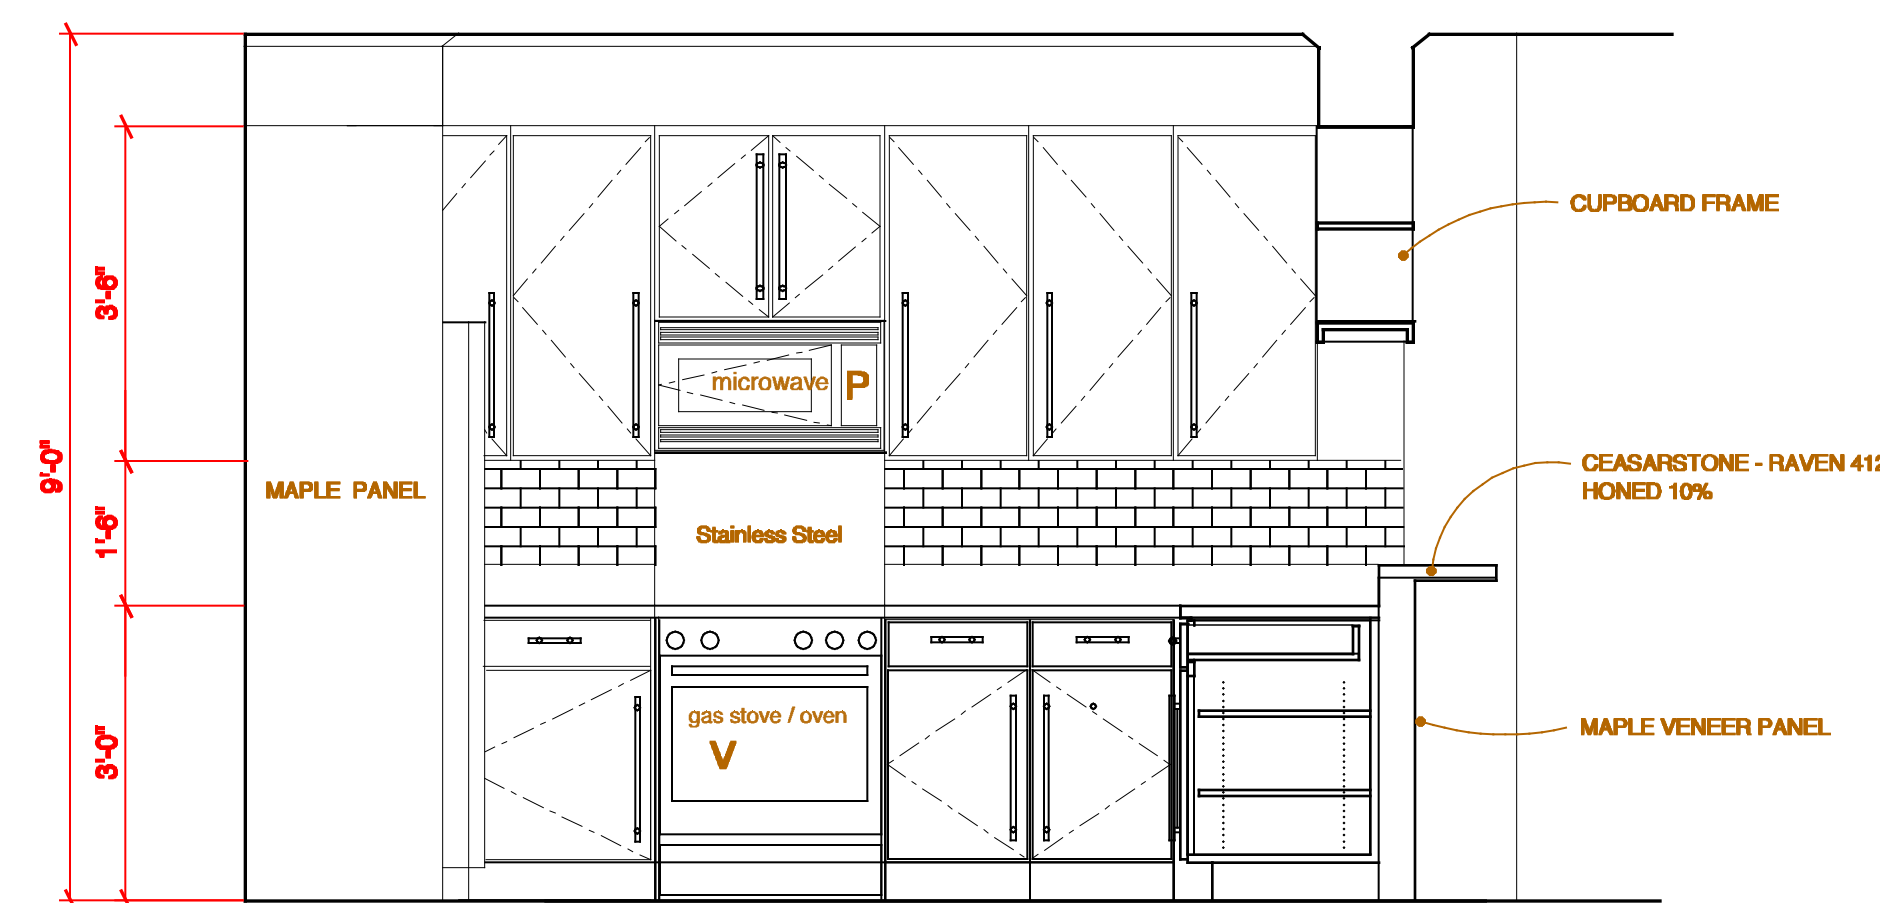 CUPBOARD FRAME
3'-6"
microwave P
9'-0"
CEASARSTONE - RAVEN 412
HONED 10%
MAPLE PANEL
1'-6"
Stainless Steel
gas stove / oven
V
MAPLE VENEER PANEL
3'-0"